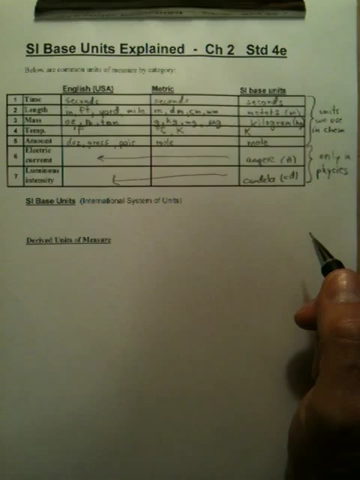 SI Base Units Explained - Ch 2 Std 4e
Below are common units of measure by category:
English (USA) Metric SI base units
1 Time seconds seconds seconds
2 Length in, ft, yard, mile m, dm, cm, mm meters (m)
3 Mass oz, lb, ton g, kg, mg, µg kilogram (kg)
4 Temp. °F °C, K K
5 Amount doz, gross, pair mole mole
6 Electric current ampere (A)
7 Luminous intensity candela (cd)
units we use in chem
only in physics
SI Base Units (International System of Units)
Derived Units of Measure